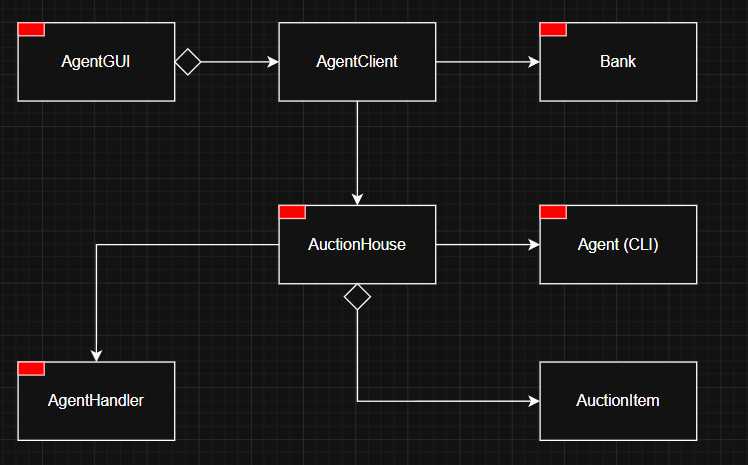 AgentGUI
AgentClient
Bank
AuctionHouse
Agent (CLI)
AgentHandler
AuctionItem